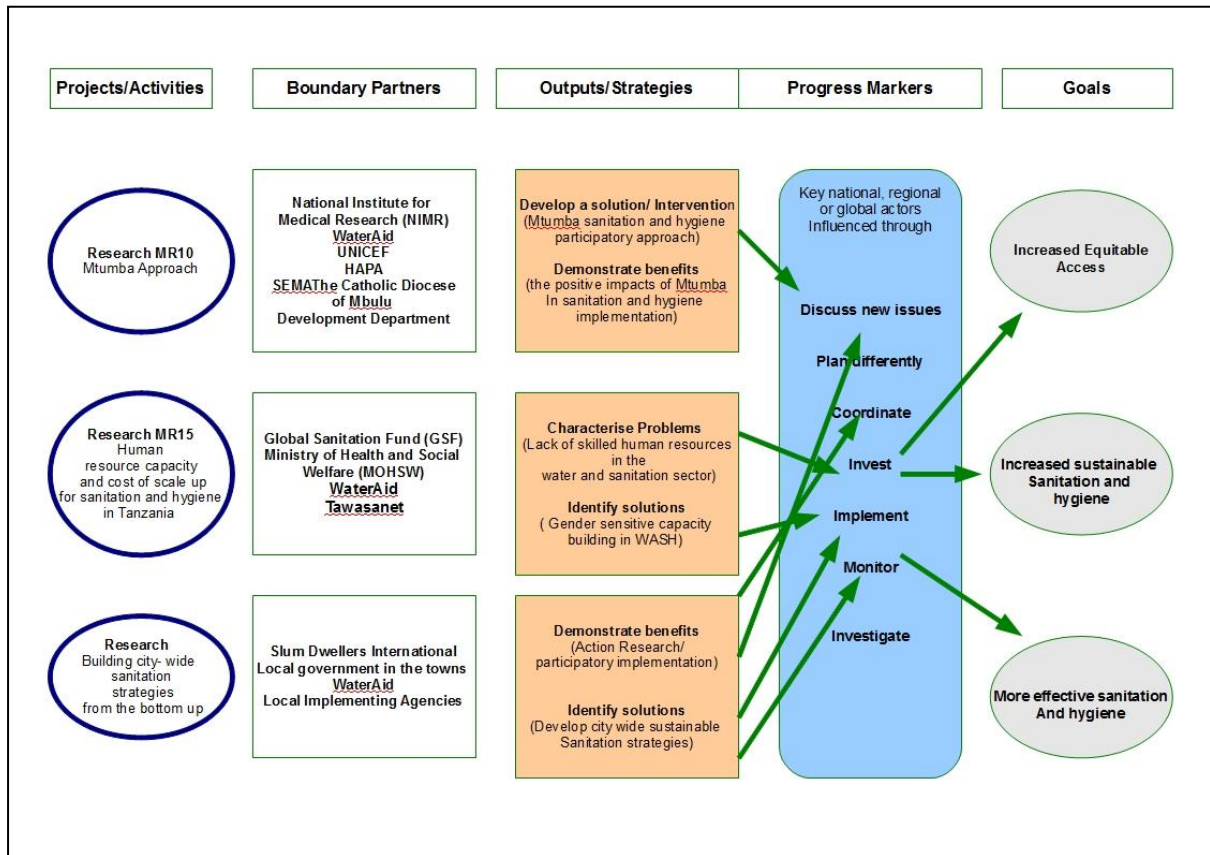 Projects/Activities
Boundary Partners
Outputs/Strategies
Progress Markers
Goals
Research MR10
Mtumba Approach
National Institute for
Medical Research (NIMR)
WaterAid
UNICEF
HAPA
SEMAThe Catholic Diocese
of Mbulu
Development Department
Develop a solution/ Intervention
(Mtumba sanitation and hygiene
participatory approach)
Demonstrate benefits
(the positive impacts of Mtumba
In sanitation and hygiene
implementation)
Key national, regional
or global actors
Influenced through
Discuss new issues
Plan differently
Coordinate
Invest
Implement
Monitor
Investigate
Increased Equitable
Access
Research MR15
Human
resource capacity
and cost of scale up
for sanitation and hygiene
in Tanzania
Global Sanitation Fund (GSF)
Ministry of Health and Social
Welfare (MOHSW)
WaterAid
Tawasanet
Characterise Problems
(Lack of skilled human resources
in the
water and sanitation sector)
Identify solutions
( Gender sensitive capacity
building in WASH)
Increased sustainable
Sanitation and
hygiene
Research
Building city- wide
sanitation
strategies
from the bottom up
Slum Dwellers International
Local government in the towns
WaterAid
Local Implementing Agencies
Demonstrate benefits
(Action Research/
participatory implementation)
Identify solutions
(Develop city wide sustainable
Sanitation strategies)
More effective sanitation
And hygiene